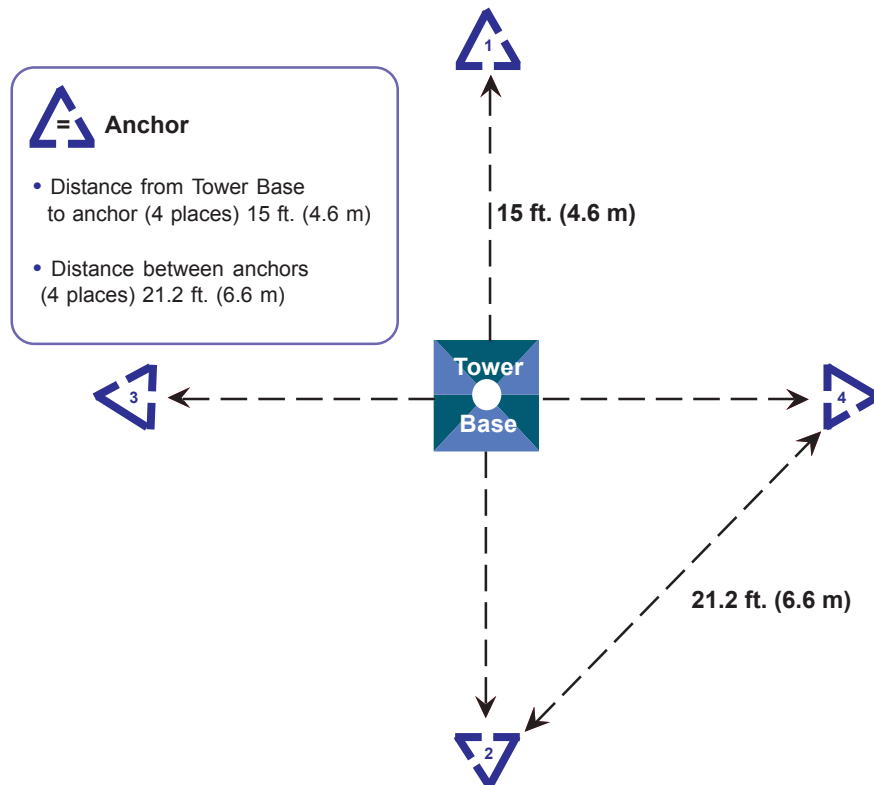 1
= Anchor
• Distance from Tower Base
to anchor (4 places) 15 ft. (4.6 m)
• Distance between anchors
(4 places) 21.2 ft. (6.6 m)
15 ft. (4.6 m)
Tower
Base
3
4
21.2 ft. (6.6 m)
2